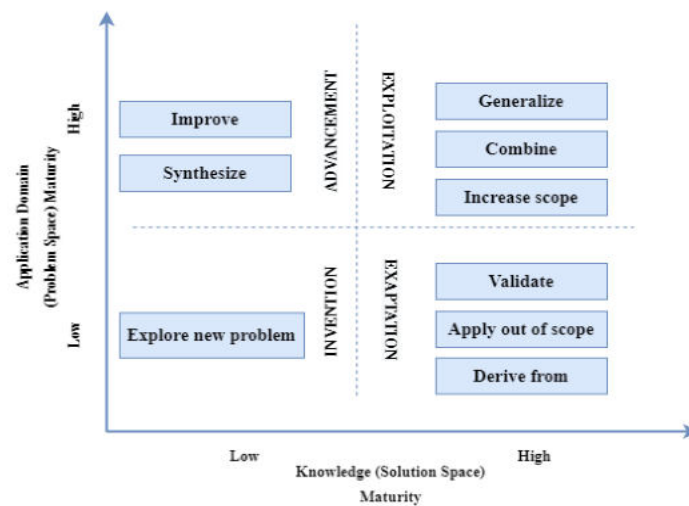 Application Domain
(Problem Space) Maturity
High
Low
Improve
Synthesize
ADVANCEMENT
EXPLOITATION
Generalize
Combine
Increase scope
Explore new problem
INVENTION
EXAPTATION
Validate
Apply out of scope
Derive from
Low
High
Knowledge (Solution Space)
Maturity